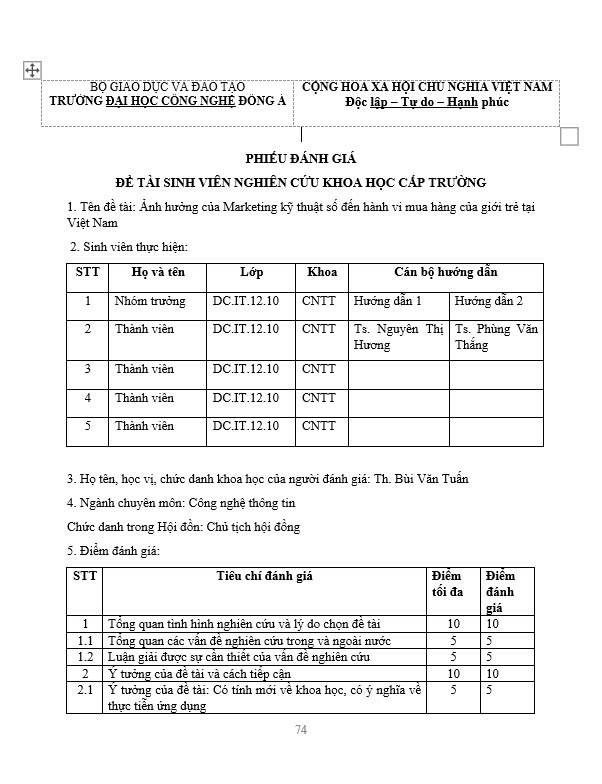 BỘ GIÁO DỤC VÀ ĐÀO TẠO
TRƯỜNG ĐẠI HỌC CÔNG NGHỆ ĐÔNG Á
CỘNG HOÀ XÃ HỘI CHỦ NGHĨA VIỆT NAM
Độc lập – Tự do – Hạnh phúc
PHIẾU ĐÁNH GIÁ
ĐỀ TÀI SINH VIÊN NGHIÊN CỨU KHOA HỌC CẤP TRƯỜNG
1. Tên đề tài: Ảnh hưởng của Marketing kỹ thuật số đến hành vi mua hàng của giới trẻ tại
Việt Nam
2. Sinh viên thực hiện:
STT Họ và tên Lớp Khoa Cán bộ hướng dẫn
1 Nhóm trưởng DC.IT.12.10 CNTT Hướng dẫn 1 Hướng dẫn 2
2 Thành viên DC.IT.12.10 CNTT Ts. Nguyên Thị Ts. Phùng Văn
Hương Thắng
3 Thành viên DC.IT.12.10 CNTT
4 Thành viên DC.IT.12.10 CNTT
5 Thành viên DC.IT.12.10 CNTT
3. Họ tên, học vị, chức danh khoa học của người đánh giá: Th. Bùi Văn Tuấn
4. Ngành chuyên môn: Công nghệ thông tin
Chức danh trong Hội đồn: Chủ tịch hội đồng
5. Điểm đánh giá:
STT Tiêu chí đánh giá Điểm Điểm
tối đa đánh
giá
1 Tổng quan tình hình nghiên cứu và lý do chọn đề tài 10 10
1.1 Tổng quan các vấn đề nghiên cứu trong và ngoài nước 5 5
1.2 Luận giải được sự cần thiết của vấn đề nghiên cứu 5 5
2 Ý tưởng của đề tài và cách tiếp cận 10 10
2.1 Ý tưởng của đề tài: Có tính mới về khoa học, có ý nghĩa về 5 5
thực tiễn ứng dụng
74